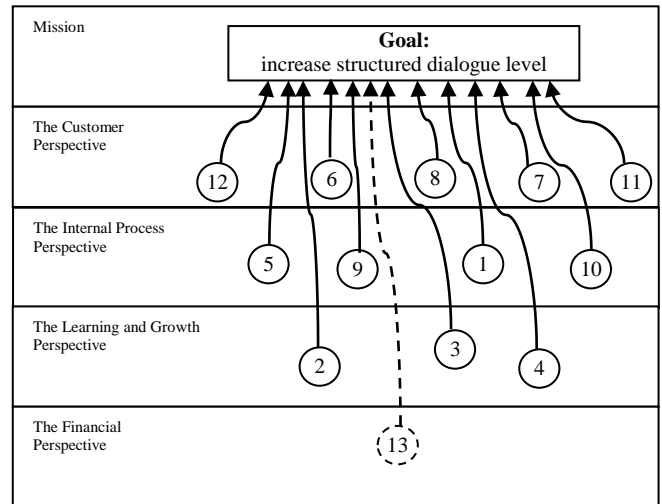 Mission
Goal:
increase structured dialogue level
The Customer
Perspective
12
6
8
7
11
The Internal Process
Perspective
5
9
1
10
The Learning and Growth
Perspective
2
3
4
The Financial
Perspective
13